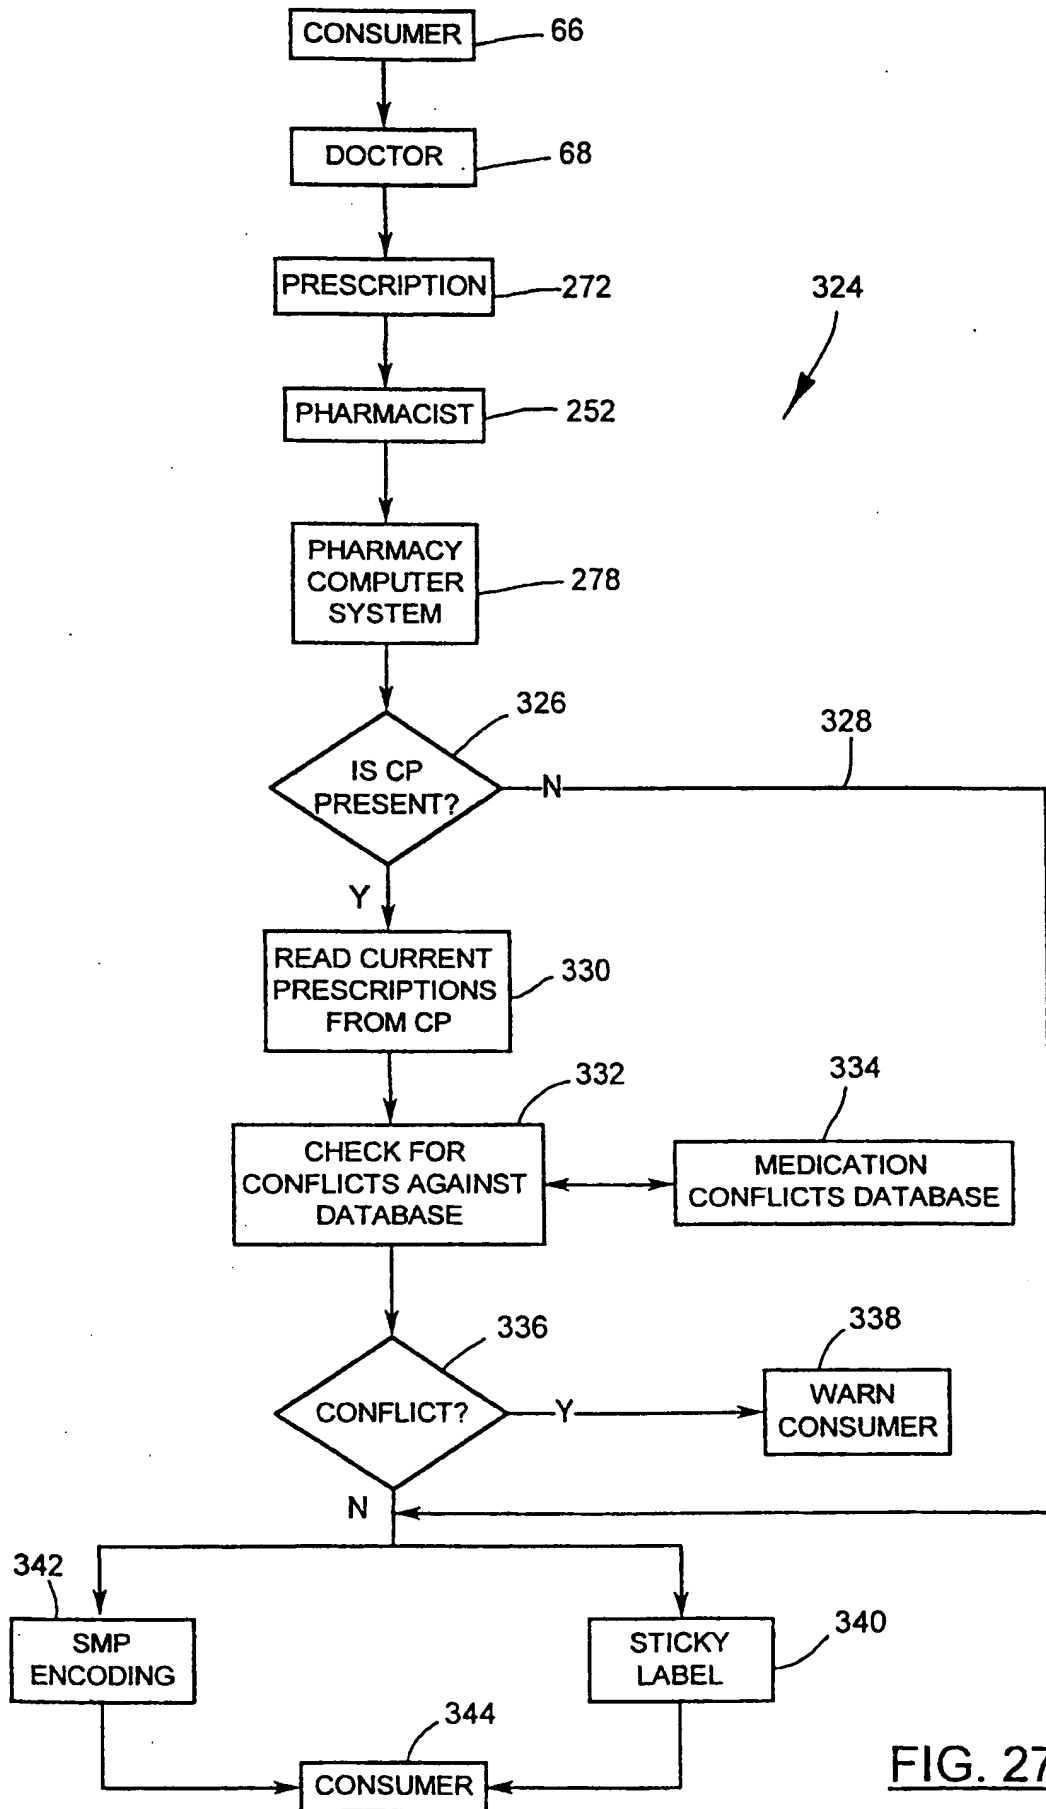 CONSUMER 66
DOCTOR 68
PRESCRIPTION 272
324
PHARMACIST 252
PHARMACY
COMPUTER
SYSTEM
278
326
328
IS CP
PRESENT?
N
Y
READ CURRENT
PRESCRIPTIONS
FROM CP
330
332
334
CHECK FOR
CONFLICTS AGAINST
DATABASE
MEDICATION
CONFLICTS DATABASE
336
338
CONFLICT?
Y
WARN
CONSUMER
N
342
SMP
ENCODING
STICKY
LABEL
340
344
CONSUMER
FIG. 27